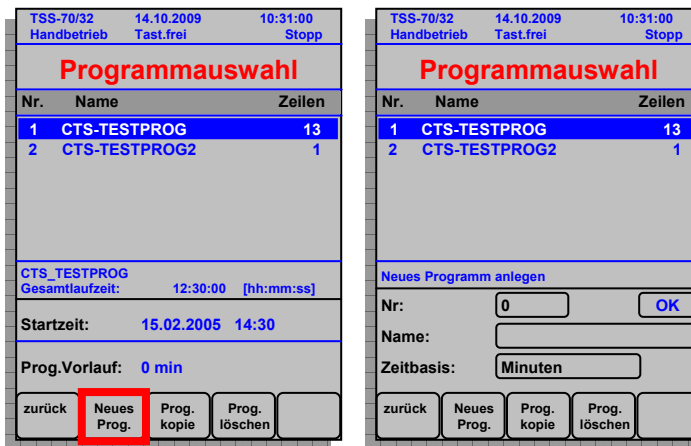 TSS-70/32 14.10.2009 10:31:00
Handbetrieb Tast.frei Stopp
Programmauswahl
Nr. Name Zeilen
1 CTS-TESTPROG 13
2 CTS-TESTPROG2 1
CTS_TESTPROG
Gesamtlaufzeit: 12:30:00 [hh:mm:ss]
Startzeit: 15.02.2005 14:30
Prog.Vorlauf: 0 min
zurück Neues Prog. Prog.
Prog. kopie löschen
TSS-70/32 14.10.2009 10:31:00
Handbetrieb Tast.frei Stopp
Programmauswahl
Nr. Name Zeilen
1 CTS-TESTPROG 13
2 CTS-TESTPROG2 1
Neues Programm anlegen
Nr: 0 OK
Name:
Zeitbasis: Minuten
zurück Neues Prog. Prog.
Prog. kopie löschen